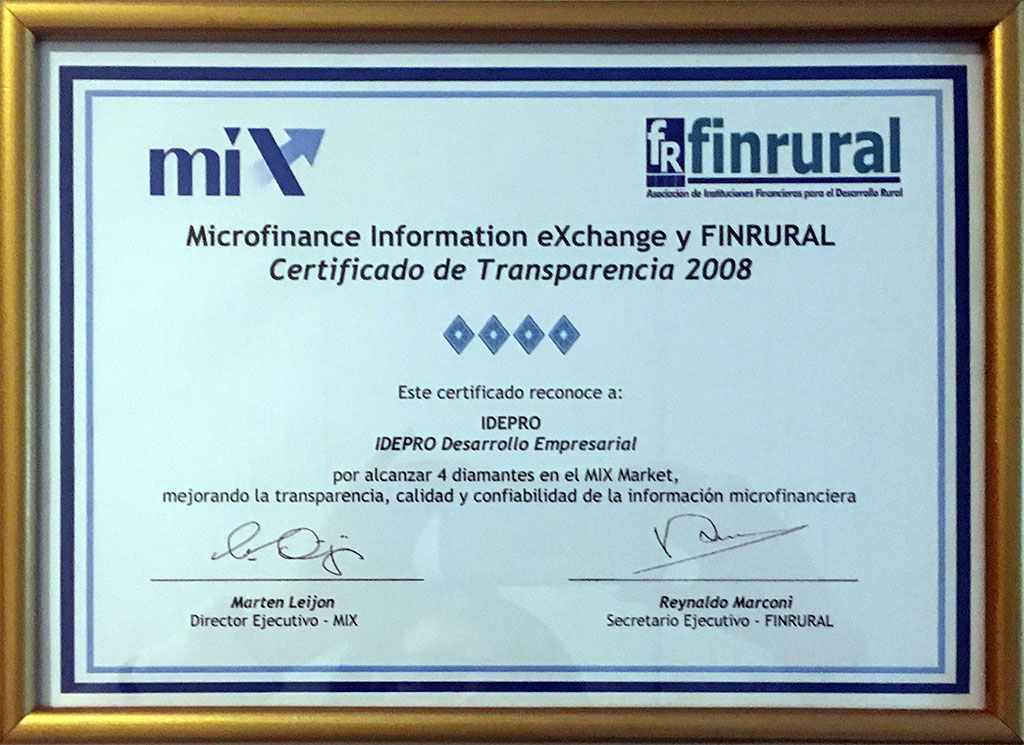 miX
fR finrural
Asociación de Instituciones Financieras para el Desarrollo Rural
Microfinance Information eXchange y FINRURAL
Certificado de Transparencia 2008
Este certificado reconoce a:
IDEPRO
IDEPRO Desarrollo Empresarial
por alcanzar 4 diamantes en el MIX Market,
mejorando la transparencia, calidad y confiabilidad de la información microfinanciera
Marten Leijon
Director Ejecutivo - MIX
Reynaldo Marconi
Secretario Ejecutivo - FINRURAL